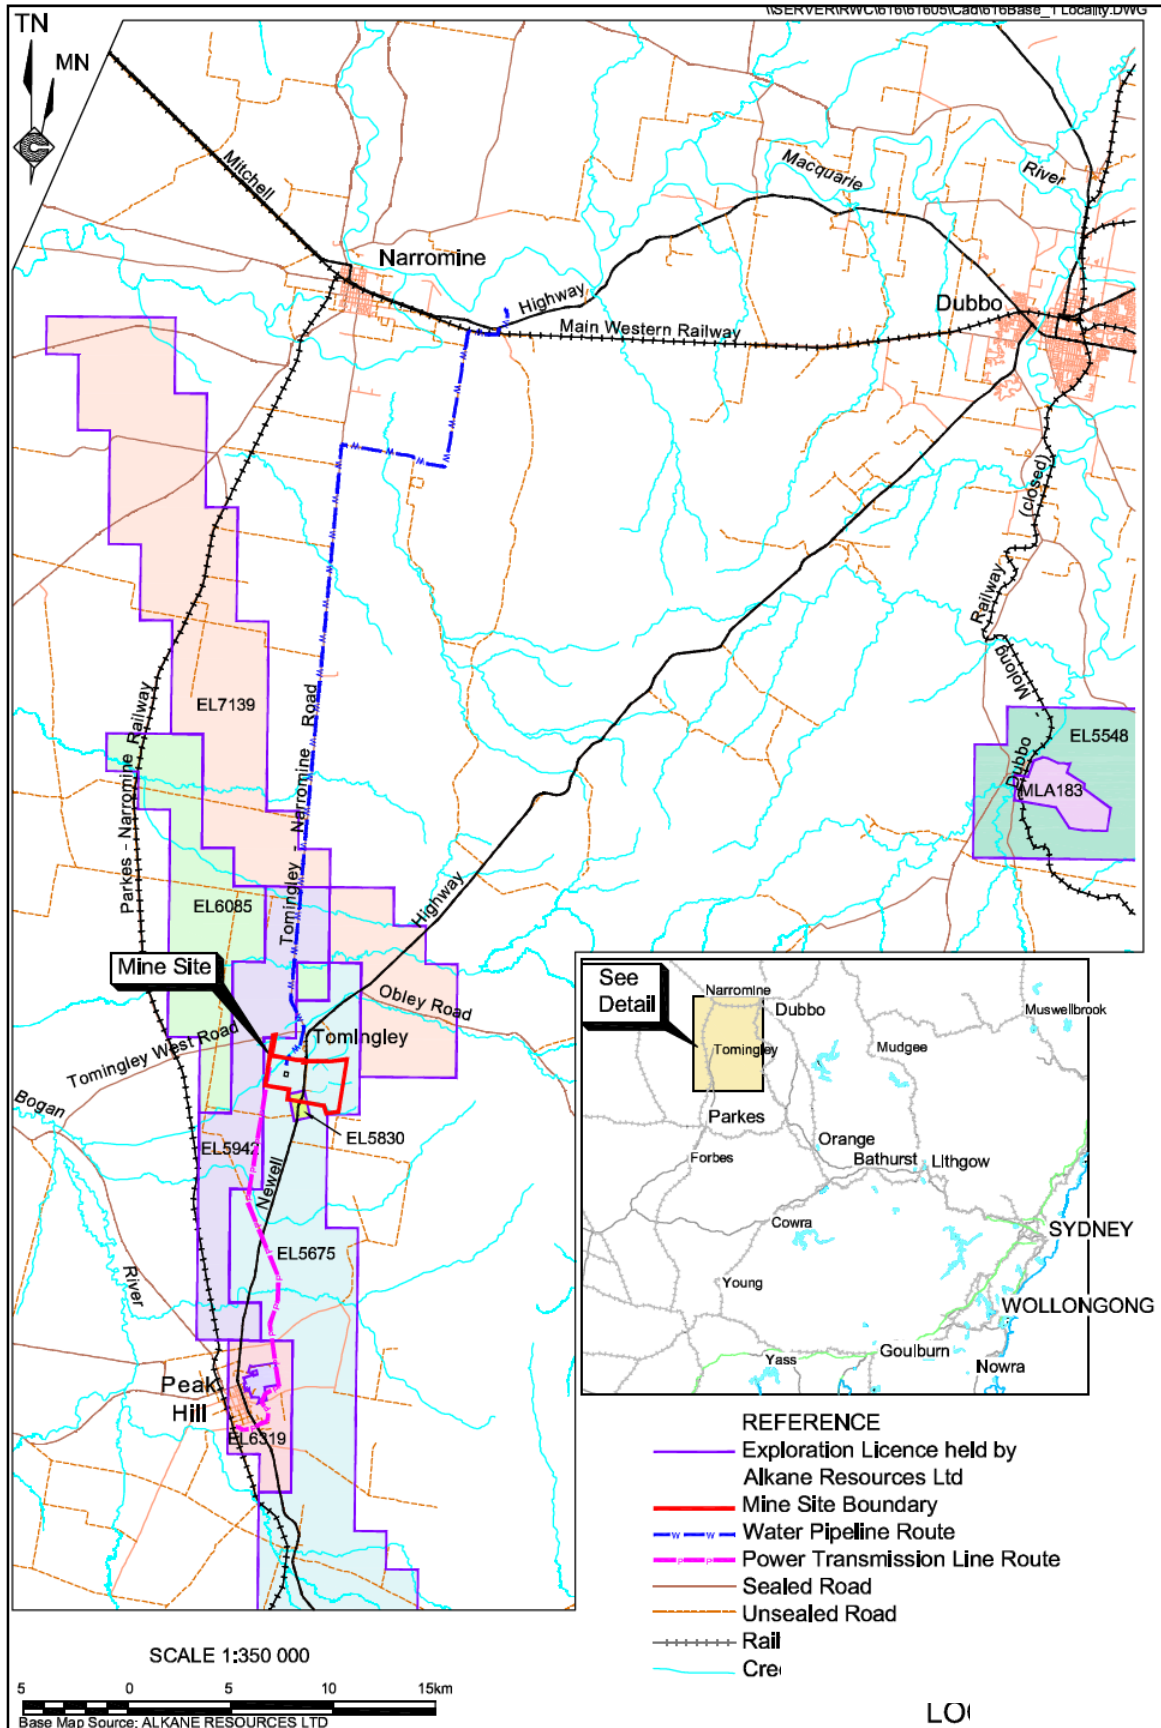 \\SERVER\RWC\616\61605\Cad\616Base_1 Locality.DWG
TN
MN
Mitchell
Macquarie
River
Narromine
Highway
Dubbo
Main Western Railway
(closed)
Railway
Molong
Dubbo
EL7139
Parkes - Narromine Railway
Tomingley - Narromine Road
EL5548
MLA183
EL6085
Highway
Mine Site
Obley Road
Tomingley
Tomingley West Road
Bogan
EL5830
EL5942
Newell
EL5675
River
Peak
Hill
EL6319
See
Detail
Narromine
Dubbo
Muswellbrook
Tomingley
Mudgee
Parkes
Orange
Forbes
Bathurst
Lithgow
Cowra
SYDNEY
Young
WOLLONGONG
Goulburn
Yass
Nowra
REFERENCE
Exploration Licence held by
Alkane Resources Ltd
Mine Site Boundary
W W Water Pipeline Route
P P Power Transmission Line Route
Sealed Road
Unsealed Road
Rail
Cre
SCALE 1:350 000
5 0 5 10 15km
Base Map Source: ALKANE RESOURCES LTD